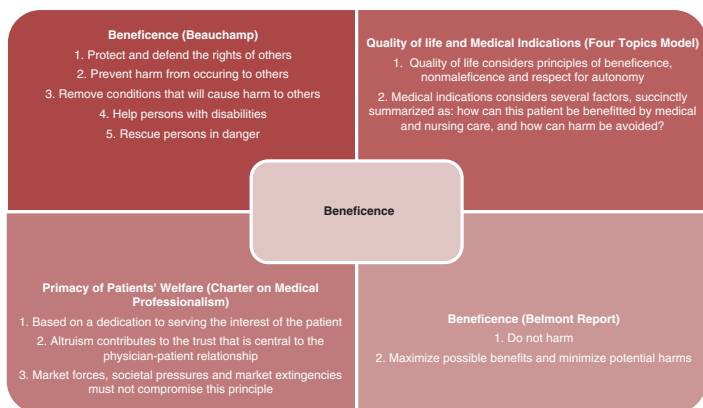 Beneficence (Beauchamp)
1. Protect and defend the rights of others
2. Prevent harm from occuring to others
3. Remove conditions that will cause harm to others
4. Help persons with disabilities
5. Rescue persons in danger
Quality of life and Medical Indications (Four Topics Model)
1. Quality of life considers principles of beneficence,
nonmaleficence and respect for autonomy
2. Medical indications considers several factors, succinctly
summarized as: how can this patient be benefitted by medical
and nursing care, and how can harm be avoided?
Beneficence
Primacy of Patients' Welfare (Charter on Medical
Professionalism)
1. Based on a dedication to serving the interest of the patient
2. Altruism contributes to the trust that is central to the
physician-patient relationship
3. Market forces, societal pressures and market extingencies
must not compromise this principle
Beneficence (Belmont Report)
1. Do not harm
2. Maximize possible benefits and minimize potential harms